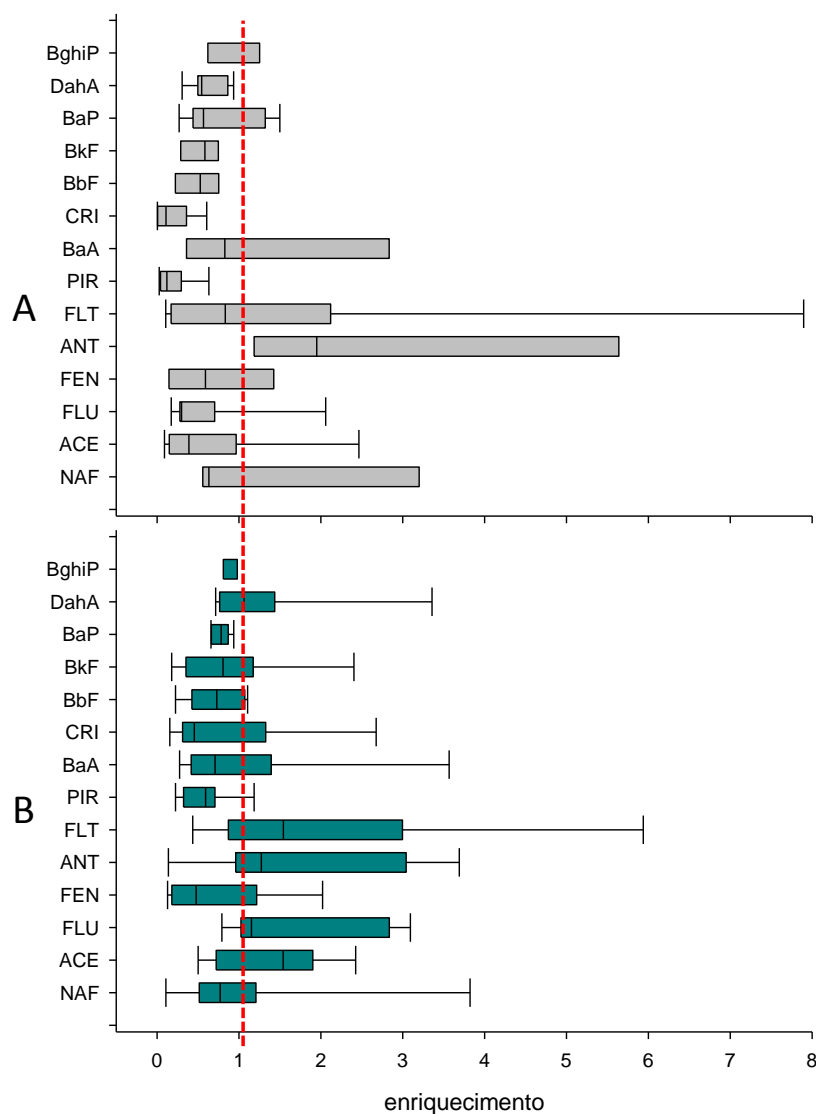 BghiP
DahA
BaP
BkF
BbF
CRI
BaA
PIR
A
FLT
ANT
FEN
FLU
ACE
NAF
BghiP
DahA
BaP
BkF
BbF
CRI
BaA
PIR
B
FLT
ANT
FEN
FLU
ACE
NAF
0 1 2 3 4 5 6 7 8
enriquecimento